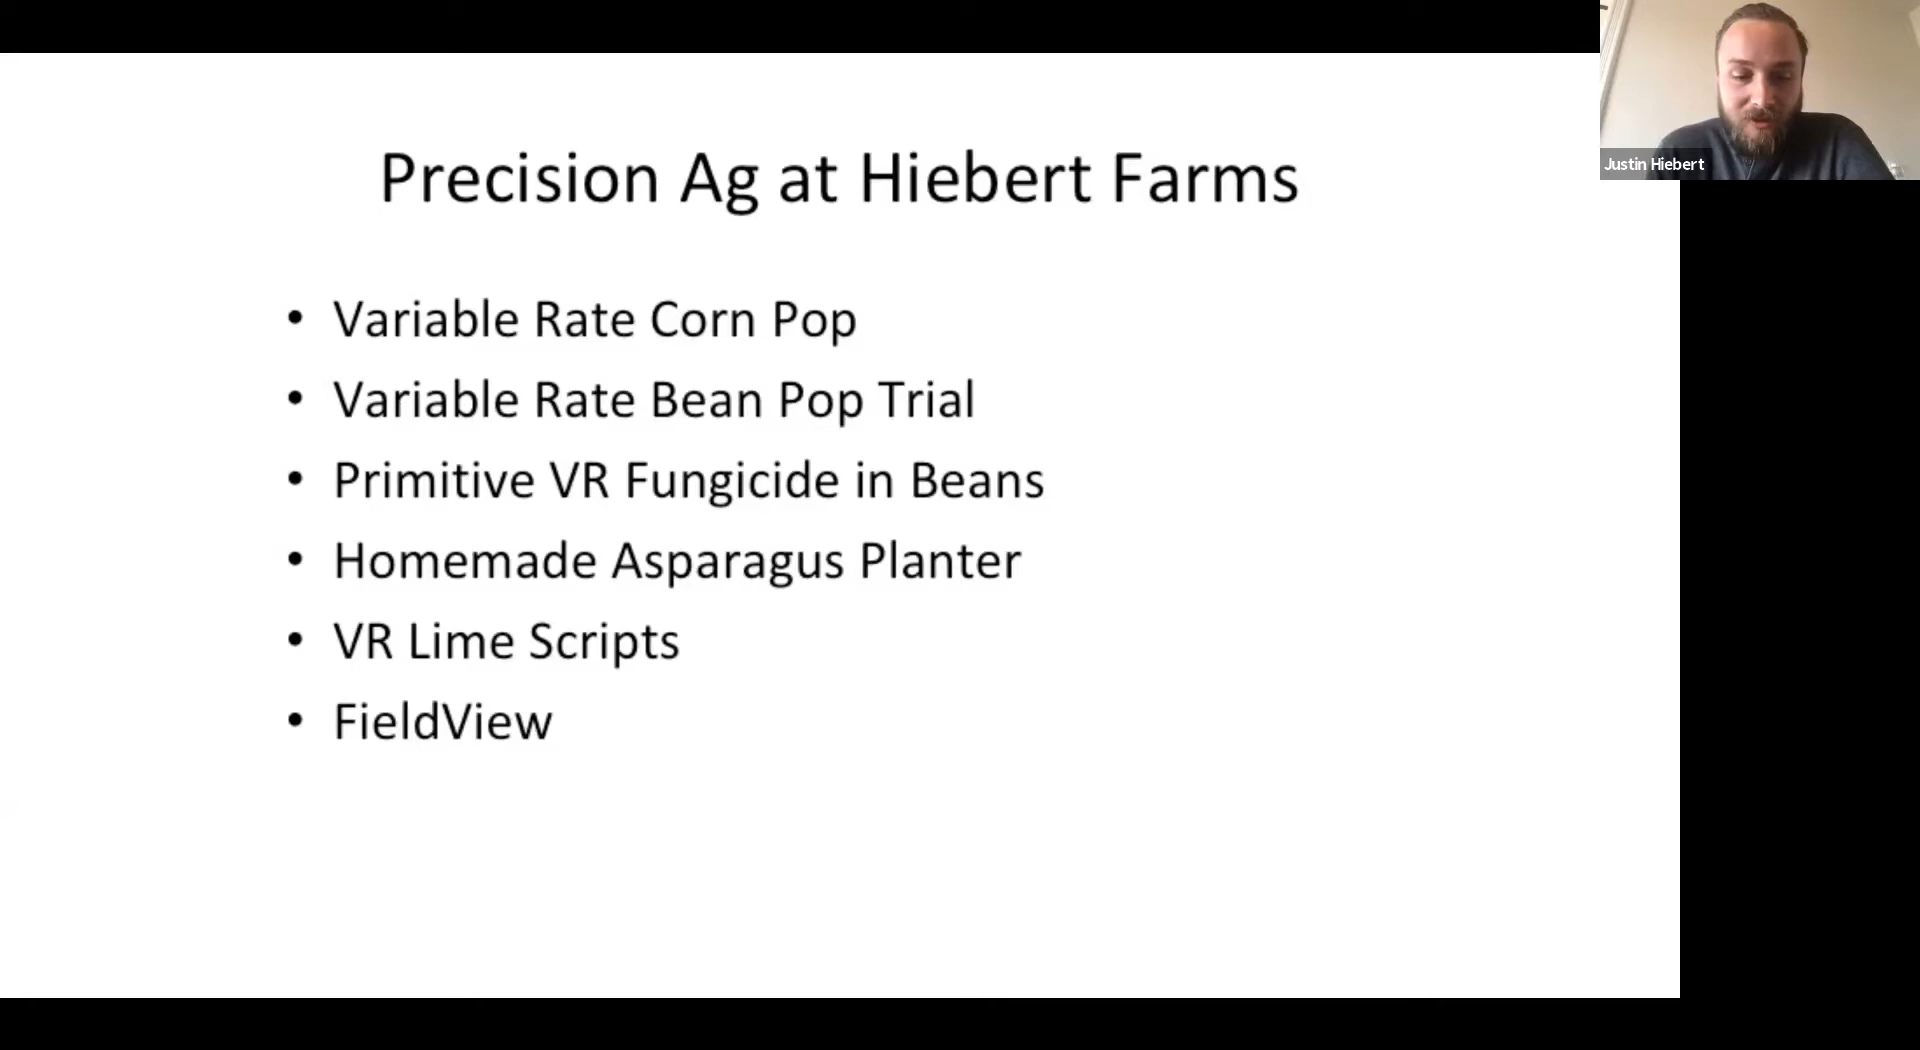 Precision Ag at Hiebert Farms
• Variable Rate Corn Pop
• Variable Rate Bean Pop Trial
• Primitive VR Fungicide in Beans
• Homemade Asparagus Planter
• VR Lime Scripts
• FieldView
Justin Hiebert